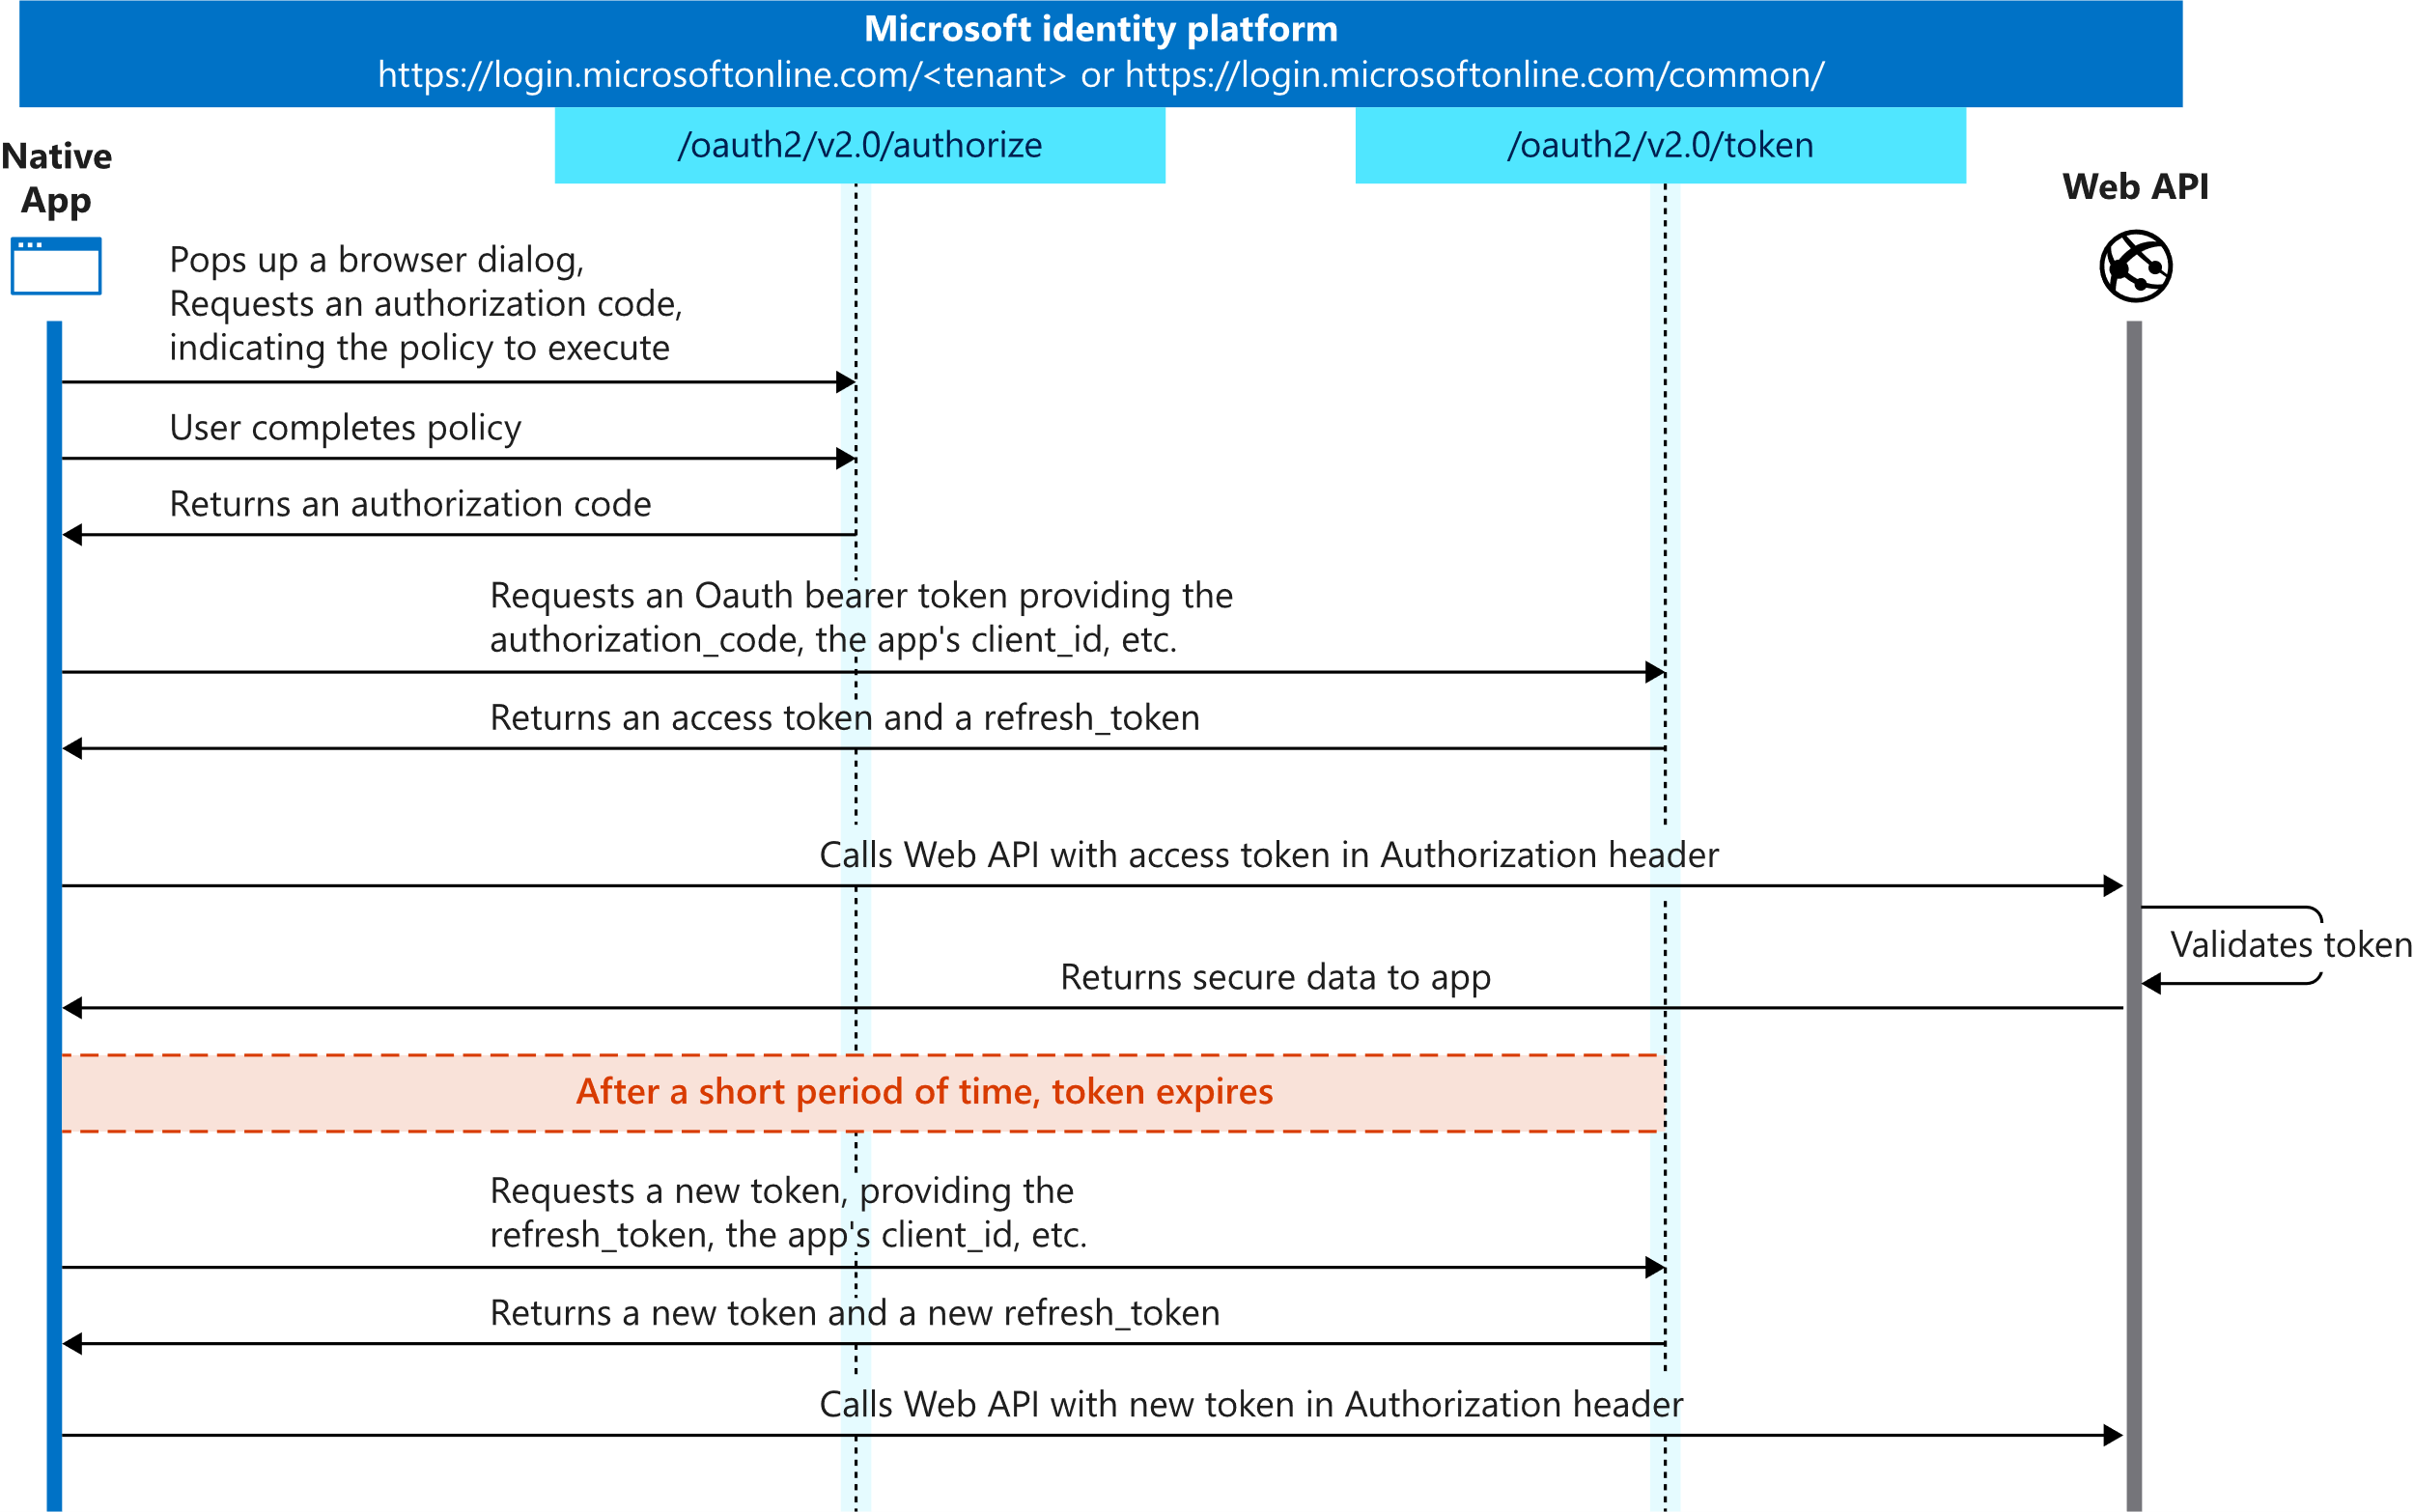 Microsoft identity platform
https://login.microsoftonline.com/<tenant> or https://login.microsoftonline.com/common/
/oauth2/v2.0/authorize
/oauth2/v2.0/token
Native
App
Web API
Pops up a browser dialog,
Requests an authorization code,
indicating the policy to execute
User completes policy
Returns an authorization code
Requests an Oauth bearer token providing the
authorization_code, the app's client_id, etc.
Returns an access token and a refresh_token
Calls Web API with access token in Authorization header
Validates token
Returns secure data to app
After a short period of time, token expires
Requests a new token, providing the
refresh_token, the app's client_id, etc.
Returns a new token and a new refresh_token
Calls Web API with new token in Authorization header